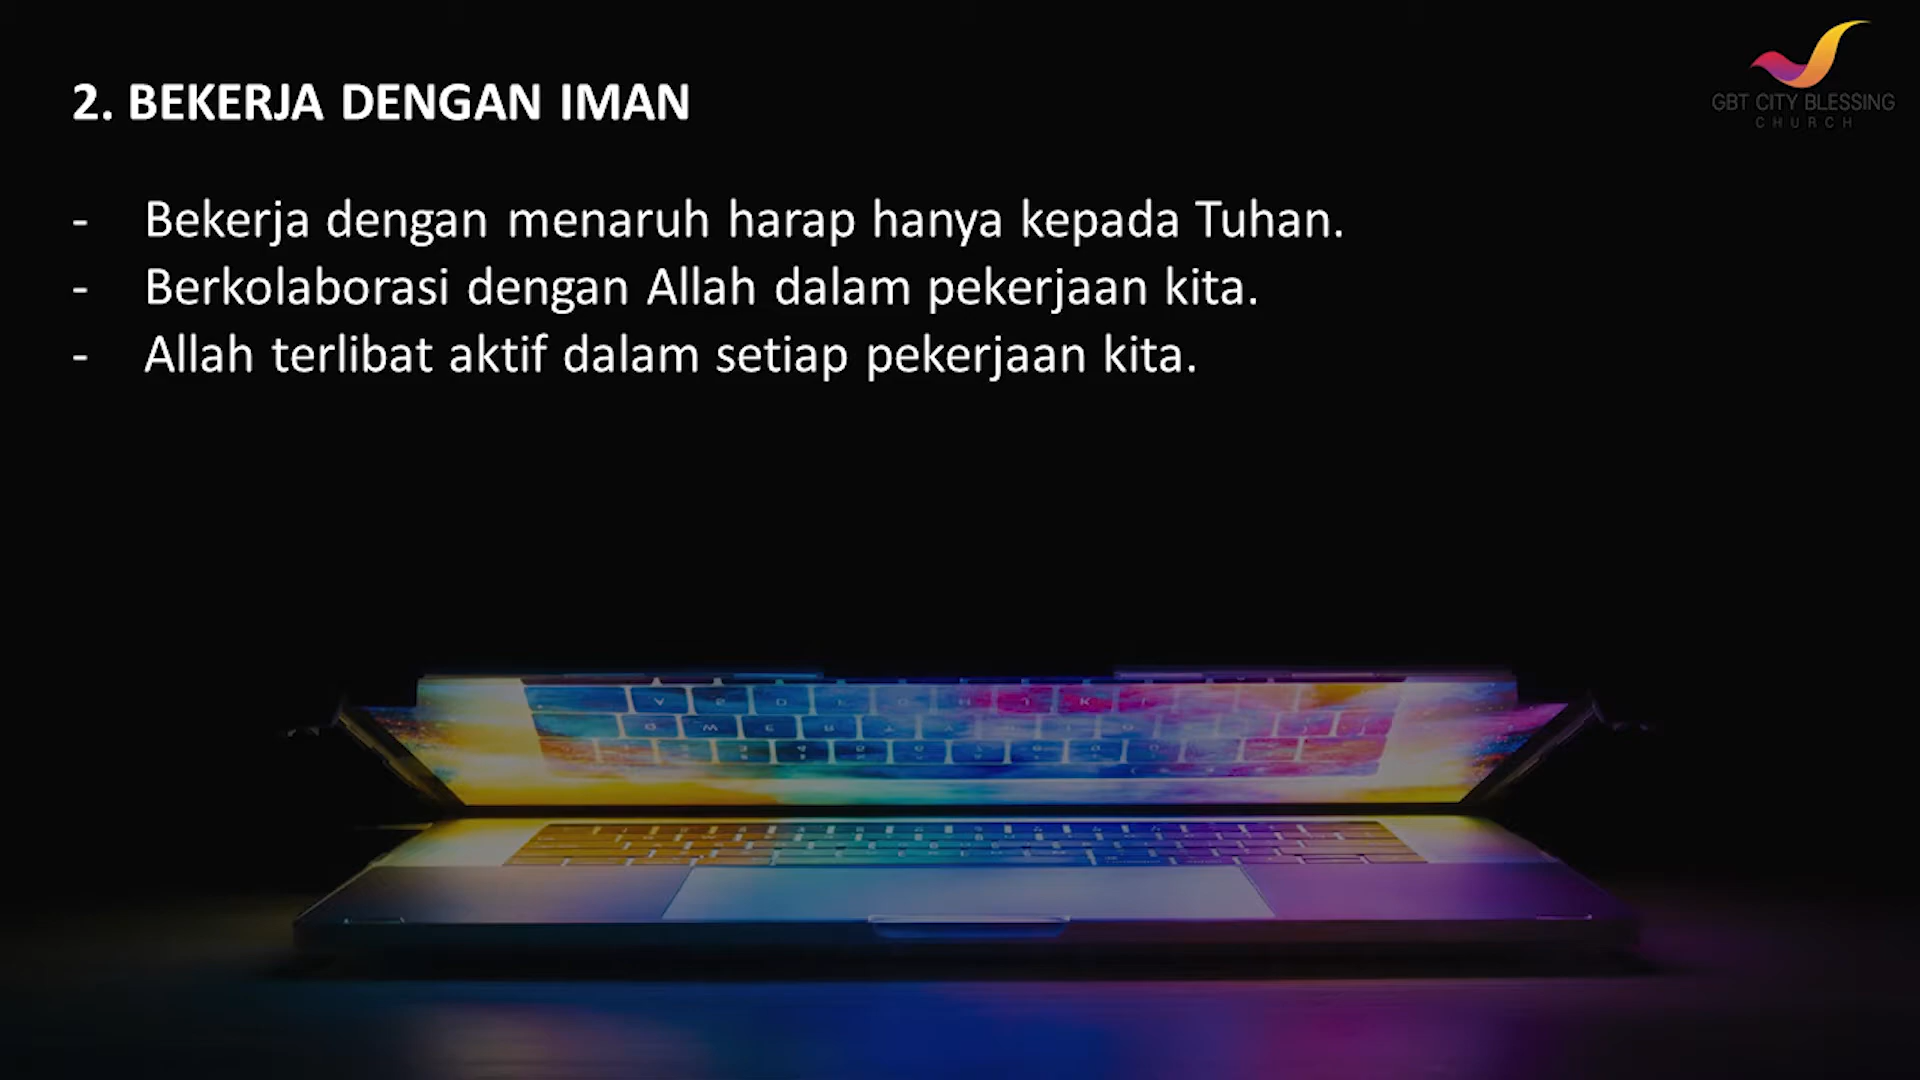 GBT CITY BLESSING
CHURCH
2. BEKERJA DENGAN IMAN
- Bekerja dengan menaruh harap hanya kepada Tuhan.
- Berkolaborasi dengan Allah dalam pekerjaan kita.
- Allah terlibat aktif dalam setiap pekerjaan kita.